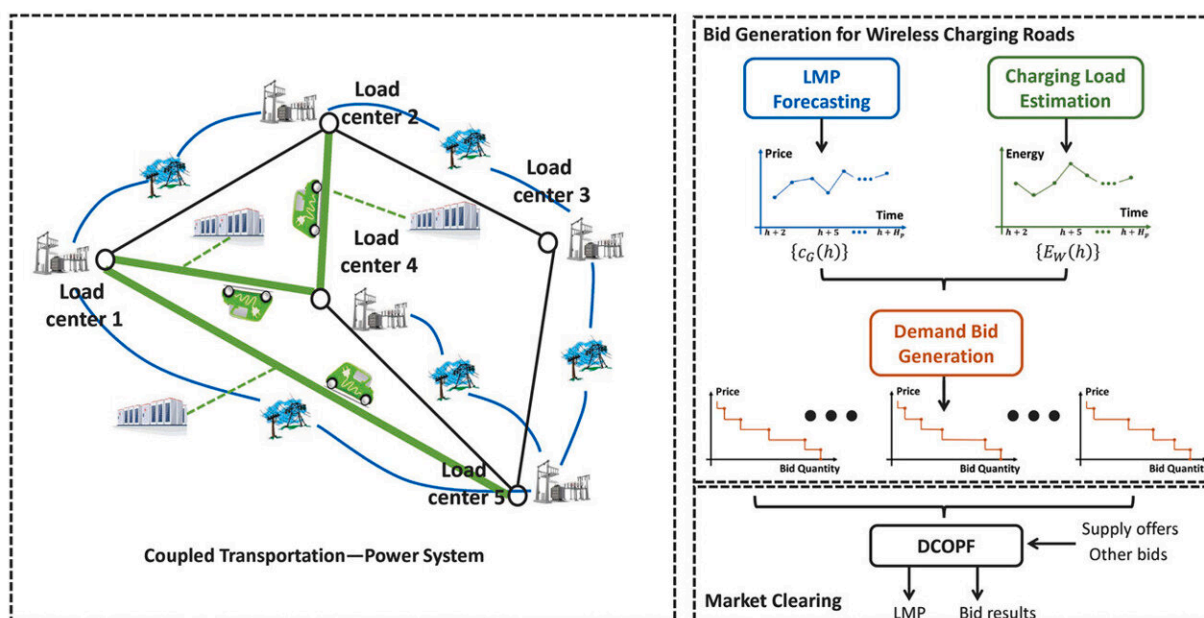 Load
center 2
Load
center 3
Load
center 4
Load
center 1
Load
center 5
Coupled Transportation—Power System
Bid Generation for Wireless Charging Roads
LMP
Forecasting
Charging Load
Estimation
Price
Time
h + 2
h + 5
h + H_p
{c_G(h)}
Energy
Time
h + 2
h + 5
h + H_p
{E_W(h)}
Demand Bid
Generation
Price
Bid Quantity
Price
Bid Quantity
Price
Bid Quantit
DCOPF
Supply offers
Other bids
Market Clearing
LMP
Bid results